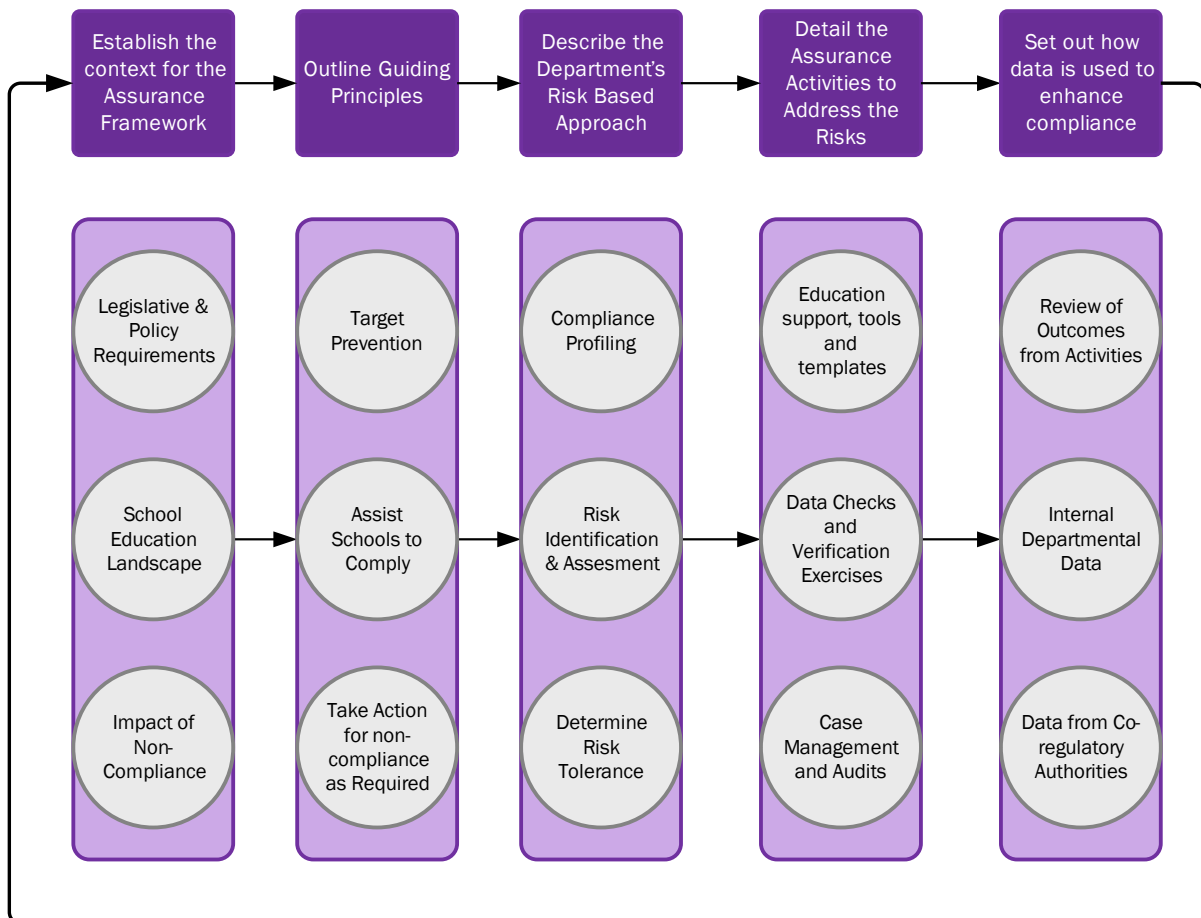 Establish the
context for the
Assurance
Framework
Outline Guiding
Principles
Describe the
Department’s
Risk Based
Approach
Detail the
Assurance
Activities to
Address the
Risks
Set out how
data is used to
enhance
compliance
Legislative &
Policy
Requirements
Target
Prevention
Compliance
Profiling
Education
support, tools
and
templates
Review of
Outcomes
from Activities
School
Education
Landscape
Assist
Schools to
Comply
Risk
Identification
& Assesment
Data Checks
and
Verification
Exercises
Internal
Departmental
Data
Impact of
Non-
Compliance
Take Action
for non-
compliance
as Required
Determine
Risk
Tolerance
Case
Management
and Audits
Data from Co-
regulatory
Authorities